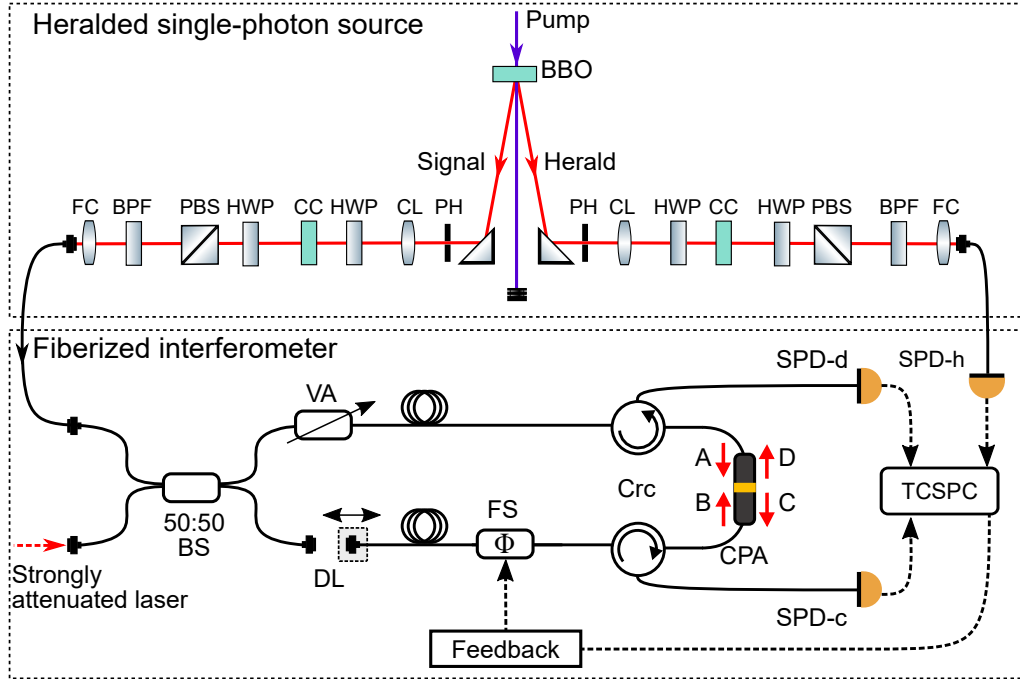 Heralded single-photon source
Pump
BBO
Signal
Herald
FC BPF PBS HWP CC HWP CL PH
PH CL HWP CC HWP PBS BPF FC
Fiberized interferometer
SPD-d
SPD-h
VA
A
D
Crc
B
C
TCSPC
50:50
BS
FS
Φ
CPA
DL
Strongly
attenuated laser
SPD-c
Feedback